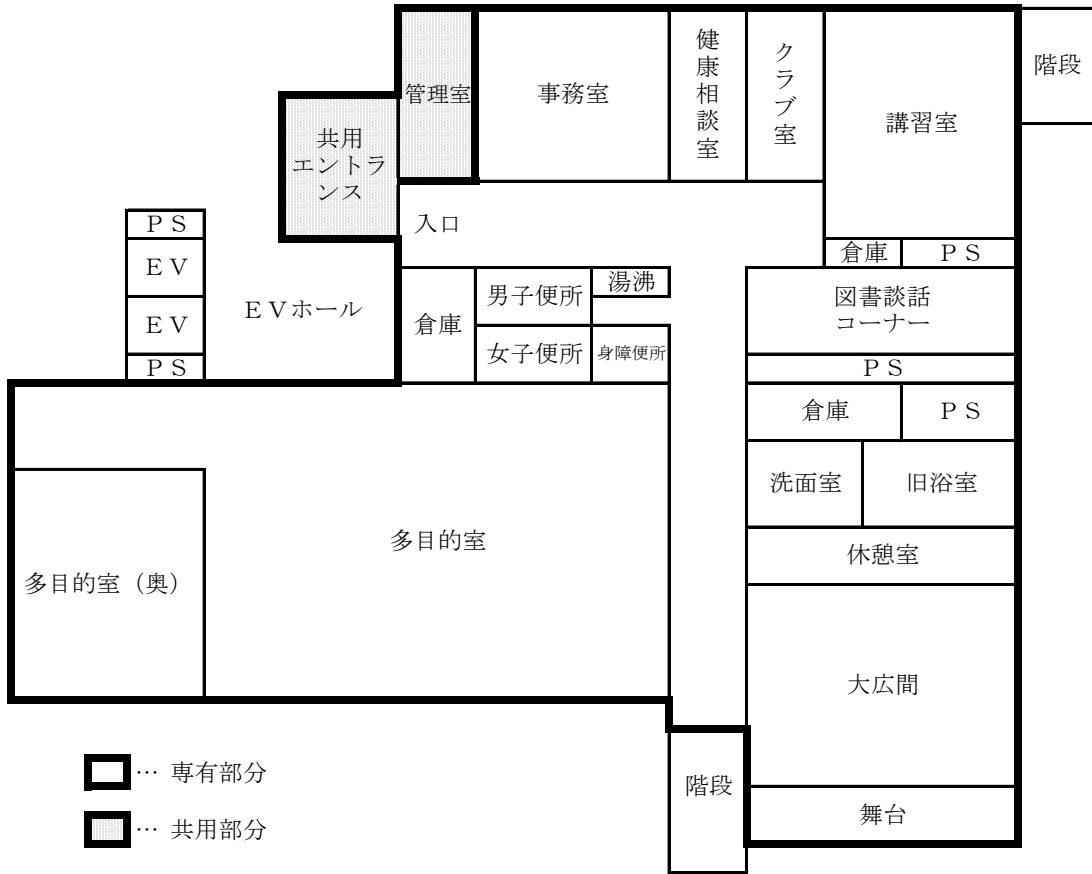 管理室
事務室
健康相談室
クラブ室
講習室
階段
共用
エントラ
ンス
入口
ＰＳ
ＥＶ
ＥＶ
ＰＳ
ＥＶホール
倉庫
男子便所
湯沸
女子便所
身障便所
倉庫
ＰＳ
図書談話
コーナー
ＰＳ
倉庫
ＰＳ
洗面室
旧浴室
休憩室
多目的室
多目的室（奥）
大広間
舞台
階段
… 専有部分
… 共用部分